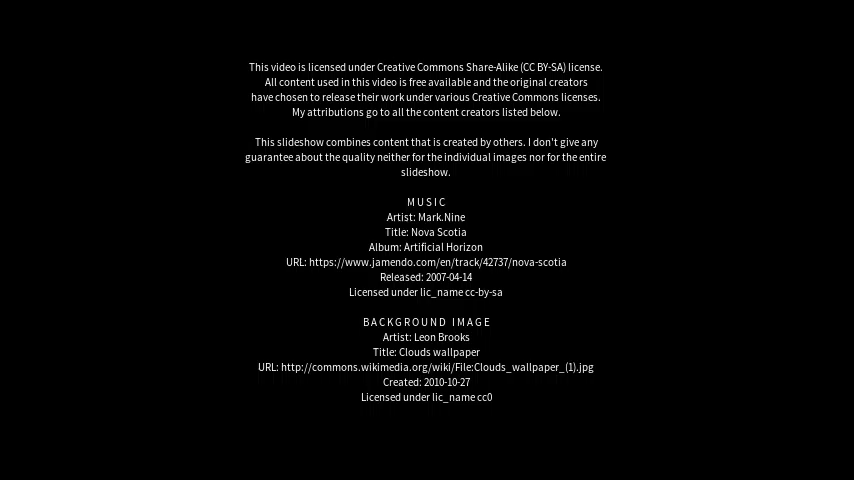 This video is licensed under Creative Commons Share-Alike (CC BY-SA) license.
All content used in this video is free available and the original creators
have chosen to release their work under various Creative Commons licenses.
My attributions go to all the content creators listed below.
This slideshow combines content that is created by others. I don't give any
guarantee about the quality neither for the individual images nor for the entire
slideshow.
MUSIC
Artist: Mark.Nine
Title: Nova Scotia
Album: Artificial Horizon
URL: https://www.jamendo.com/en/track/42737/nova-scotia
Released: 2007-04-14
Licensed under lic_name cc-by-sa
BACKGROUND IMAGE
Artist: Leon Brooks
Title: Clouds wallpaper
URL: http://commons.wikimedia.org/wiki/File:Clouds_wallpaper_(1).jpg
Created: 2010-10-27
Licensed under lic_name cc0